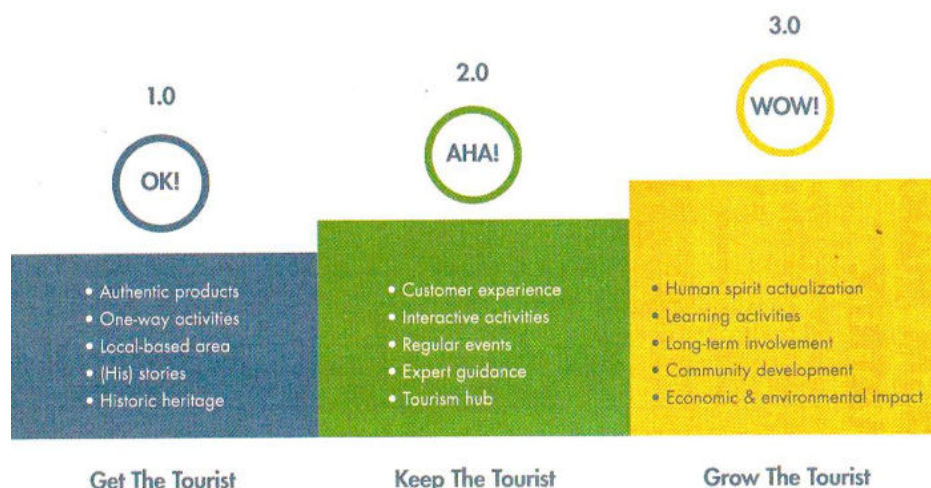 1.0
OK!
• Authentic products
• One-way activities
• Local-based area
• (His) stories
• Historic heritage
Get The Tourist
2.0
AHA!
• Customer experience
• Interactive activities
• Regular events
• Expert guidance
• Tourism hub
Keep The Tourist
3.0
WOW!
• Human spirit actualization
• Learning activities
• Long-term involvement
• Community development
• Economic & environmental impact
Grow The Tourist